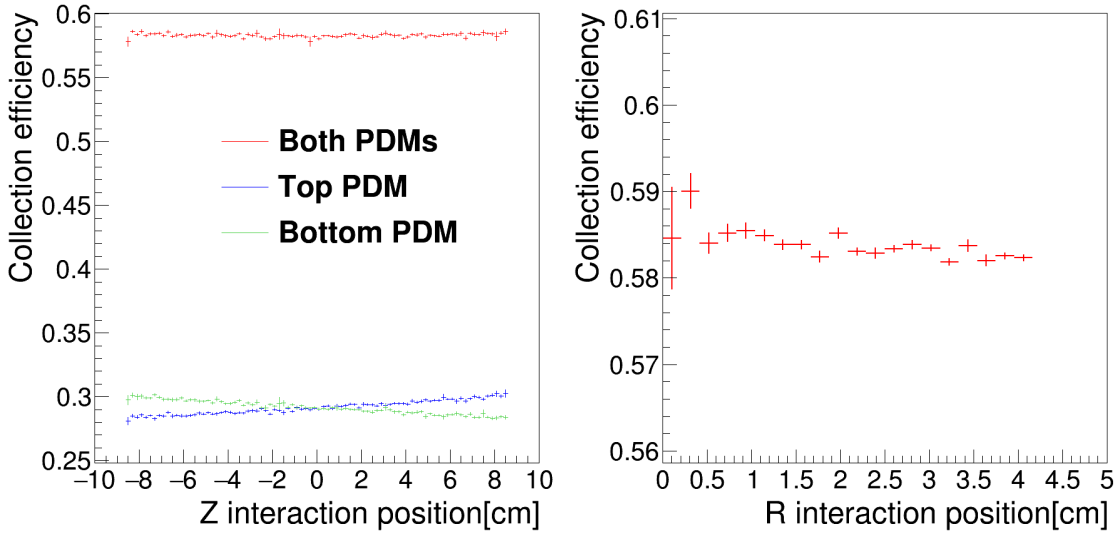 Collection efficiency
0.6
0.55
0.5
0.45
0.4
0.35
0.3
0.25
Both PDMs
Top PDM
Bottom PDM
−10 −8 −6 −4 −2 0 2 4 6 8 10
Z interaction position[cm]
Collection efficiency
0.61
0.6
0.59
0.58
0.57
0.56
0 0.5 1 1.5 2 2.5 3 3.5 4 4.5 5
R interaction position[cm]